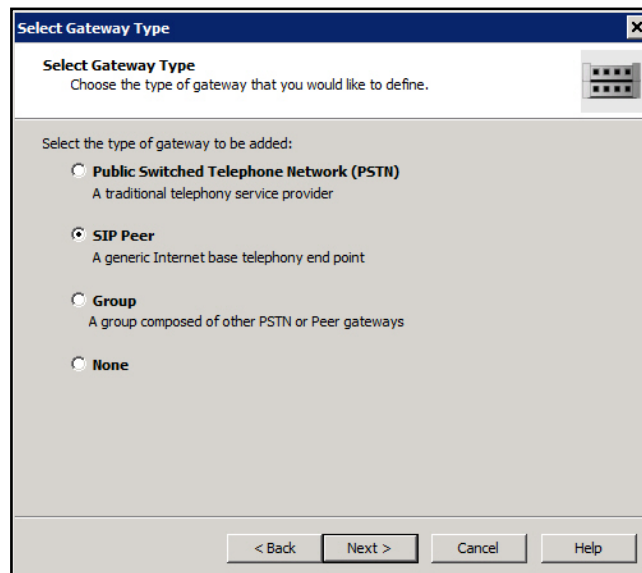 Select Gateway Type
Select Gateway Type
Choose the type of gateway that you would like to define.
Select the type of gateway to be added:
Public Switched Telephone Network (PSTN)
A traditional telephony service provider
SIP Peer
A generic Internet base telephony end point
Group
A group composed of other PSTN or Peer gateways
None
< Back Next > Cancel Help